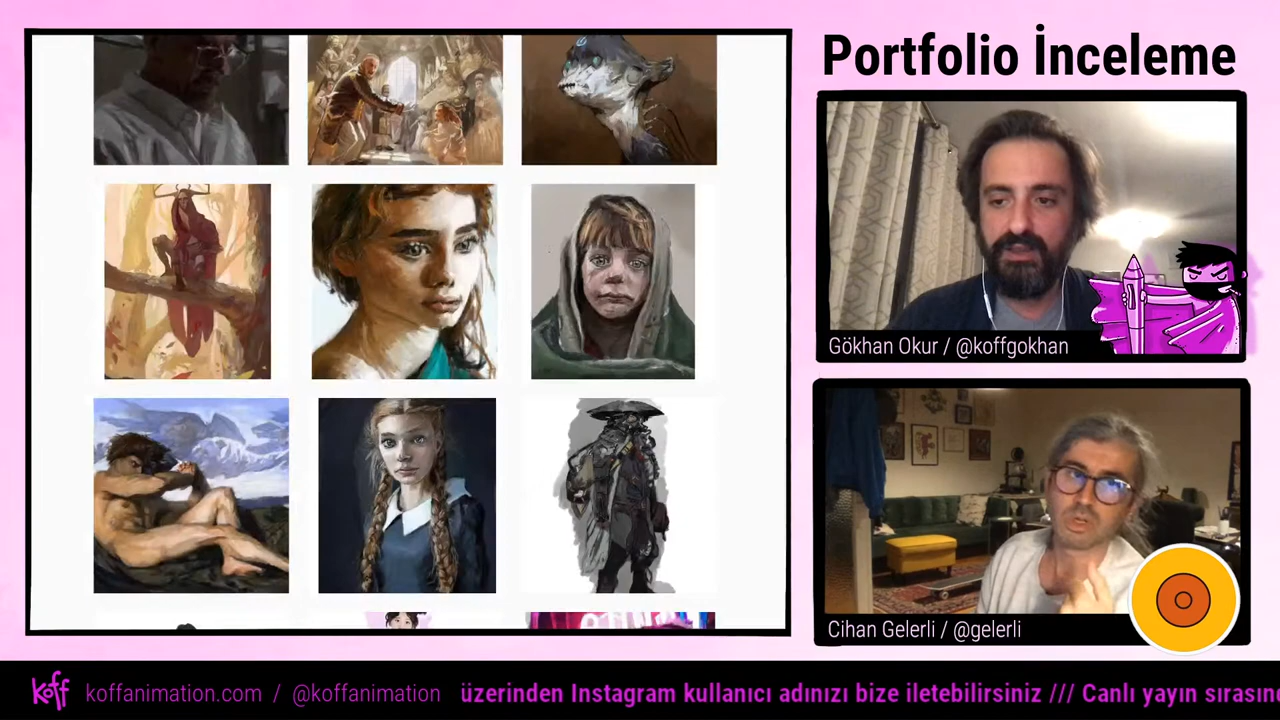 Portfolio İnceleme
Gökhan Okur / @koffgokhan
Cihan Gelerli / @gelerli
koff koffanimation.com / @koffanimation üzerinden Instagram kullanıcı adınızı bize iletebilirsiniz /// Canlı yayın